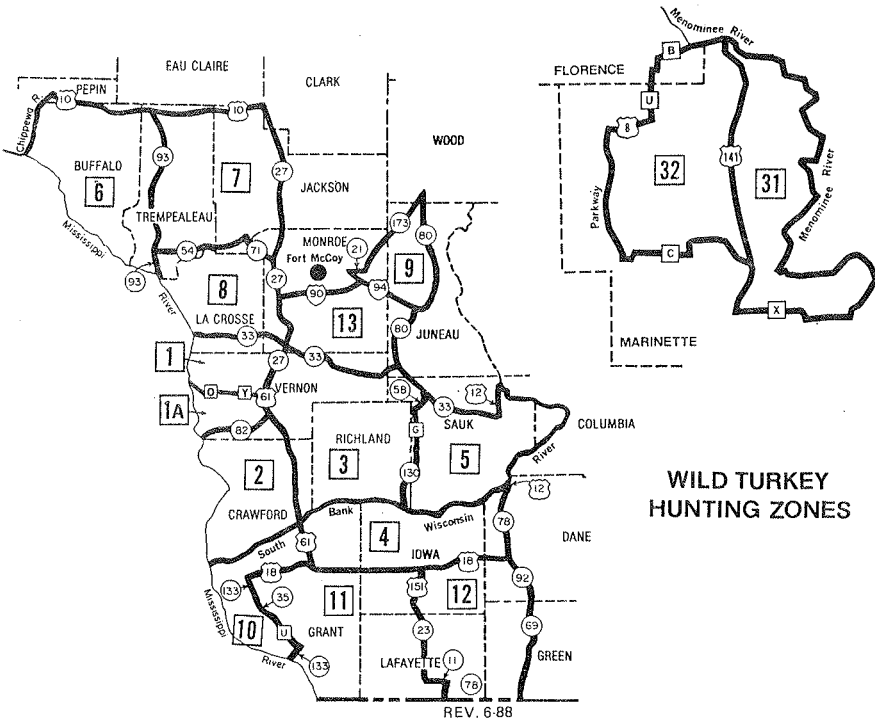 Menominee River
B
FLORENCE
U
8
141
32
31
Parkway
Menominee River
C
X
MARINETTE
EAU CLAIRE
CLARK
WOOD
PEPIN
Chippewa R.
10
10
93
27
BUFFALO
6
7
JACKSON
TREMPEALEAU
Mississippi
River
54
71
93
MONROE
21
173
80
Fort McCoy
9
27
90
94
8
LA CROSSE
13
80
JUNEAU
33
33
1
27
VERNON
O
Y
61
1A
82
58
33
12
SAUK
COLUMBIA
RICHLAND
G
2
3
5
130
River
12
CRAWFORD
Bank
Wisconsin
South
61
4
IOWA
78
DANE
18
18
133
35
151
12
92
11
Mississippi
10
U
GRANT
23
69
River
133
LAFAYETTE
11
78
GREEN
WILD TURKEY
HUNTING ZONES
REV. 6-88